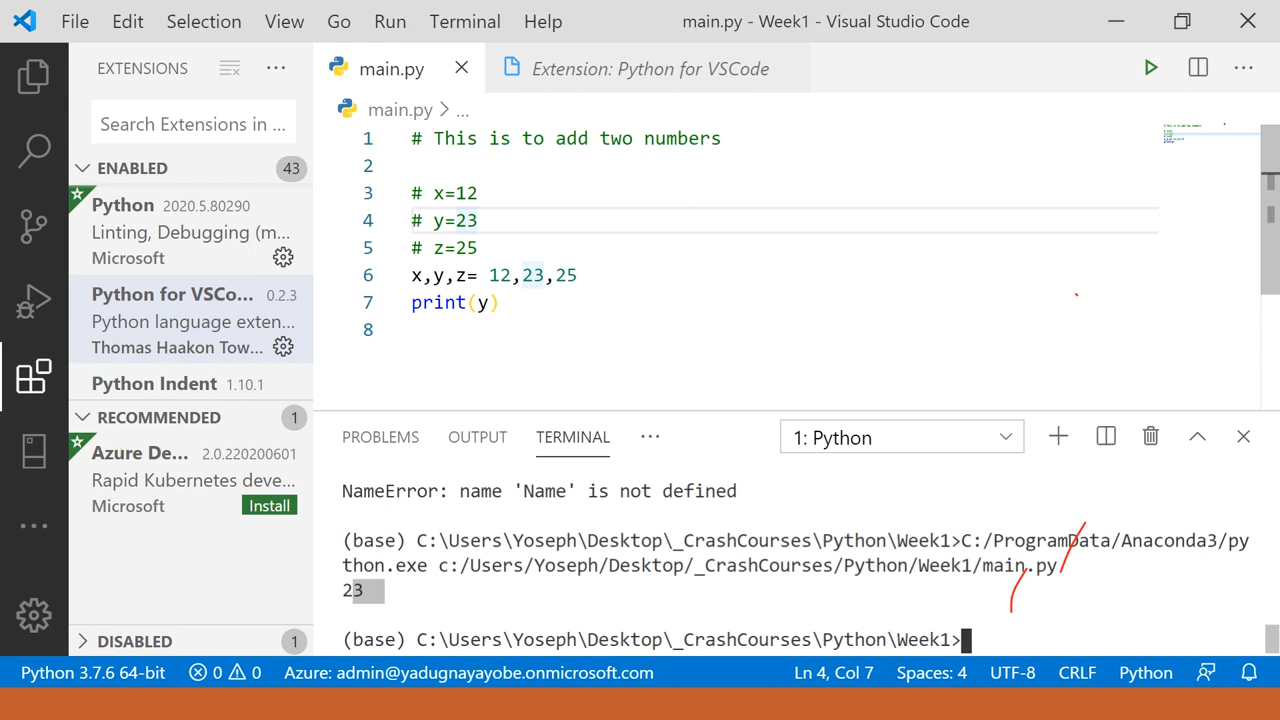 File Edit Selection View Go Run Terminal Help main.py - Week1 - Visual Studio Code
EXTENSIONS
Search Extensions in ...
ENABLED 43
Python 2020.5.80290
Linting, Debugging (m...
Microsoft
Python for VSCo... 0.2.3
Python language exten...
Thomas Haakon Tow...
Python Indent 1.10.1
RECOMMENDED 1
Azure De... 2.0.220200601
Rapid Kubernetes deve...
Microsoft Install
DISABLED 1
main.py Extension: Python for VSCode
main.py > ...
1 # This is to add two numbers
2
3 # x=12
4 # y=23
5 # z=25
6 x,y,z= 12,23,25
7 print(y)
8
PROBLEMS OUTPUT TERMINAL ... 1: Python
NameError: name 'Name' is not defined
(base) C:\Users\Yoseph\Desktop\_CrashCourses\Python\Week1>C:/ProgramData/Anaconda3/py
thon.exe c:/Users/Yoseph/Desktop/_CrashCourses/Python/Week1/main.py
23
(base) C:\Users\Yoseph\Desktop\_CrashCourses\Python\Week1>
Python 3.7.6 64-bit 0 0 Azure: admin@yadugnayayobe.onmicrosoft.com Ln 4, Col 7 Spaces: 4 UTF-8 CRLF Python